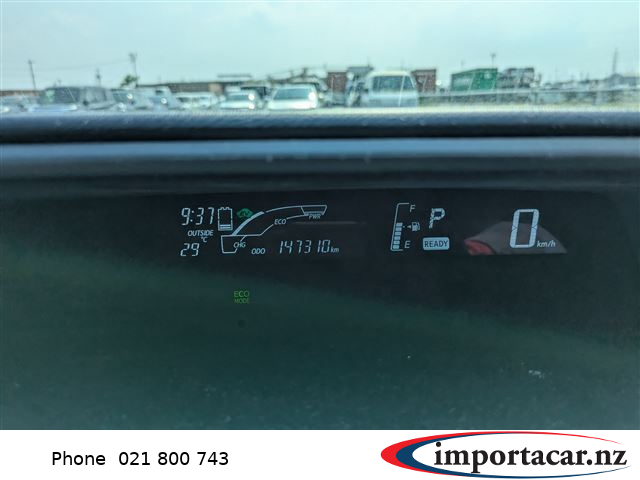 9:37
OUTSIDE
29°C
ECO
PWR
CHG
ODO 147310 km
F
E
P
READY
0 km/h
ECO
MODE
Phone 021 800 743
importacar.nz